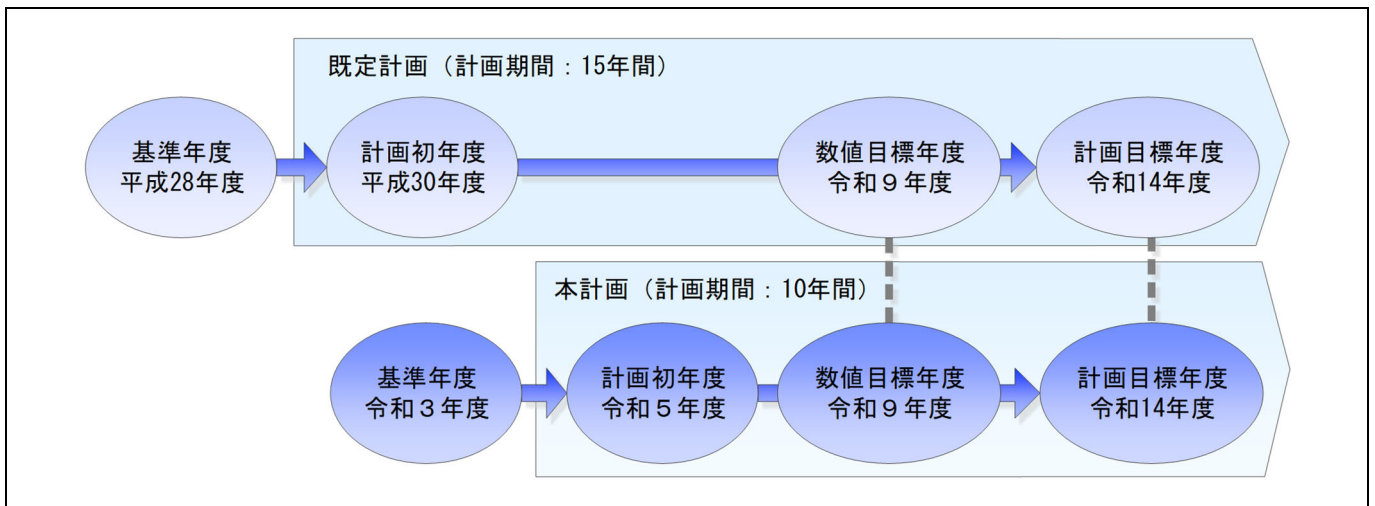 既定計画（計画期間：15年間）
基準年度
平成28年度
計画初年度
平成30年度
数値目標年度
令和９年度
計画目標年度
令和14年度
本計画（計画期間：10年間）
基準年度
令和３年度
計画初年度
令和５年度
数値目標年度
令和９年度
計画目標年度
令和14年度